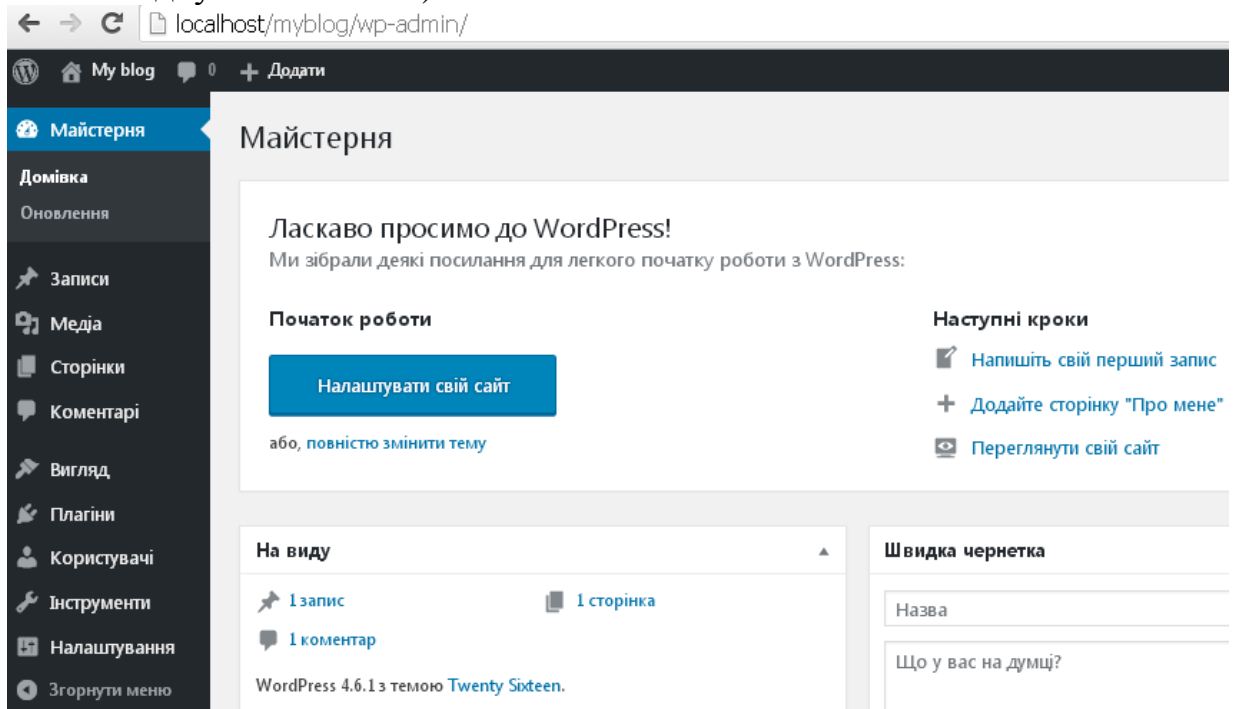 localhost/myblog/wp-admin/
My blog 0 + Додати
Майстерня
Домівка
Оновлення
Записи
Медіа
Сторінки
Коментарі
Вигляд
Плагіни
Користувачі
Інструменти
Налаштування
Згорнути меню
Майстерня
Ласкаво просимо до WordPress!
Ми зібрали деякі посилання для легкого початку роботи з WordPress:
Початок роботи
Налаштувати свій сайт
або, повністю змінити тему
Наступні кроки
Напишіть свій перший запис
Додайте сторінку "Про мене"
Переглянути свій сайт
На виду
1 запис
1 сторінка
1 коментар
WordPress 4.6.1 з темою Twenty Sixteen.
Швидка чернетка
Назва
Що у вас на думці?